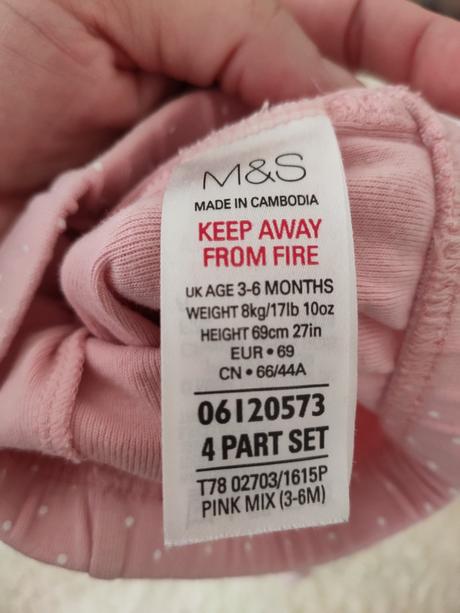 M&S
MADE IN CAMBODIA
KEEP AWAY
FROM FIRE
UK AGE 3-6 MONTHS
WEIGHT 8kg/17lb 10oz
HEIGHT 69cm 27in
EUR • 69
CN • 66/44A
06120573
4 PART SET
T78 02703/1615P
PINK MIX (3-6M)